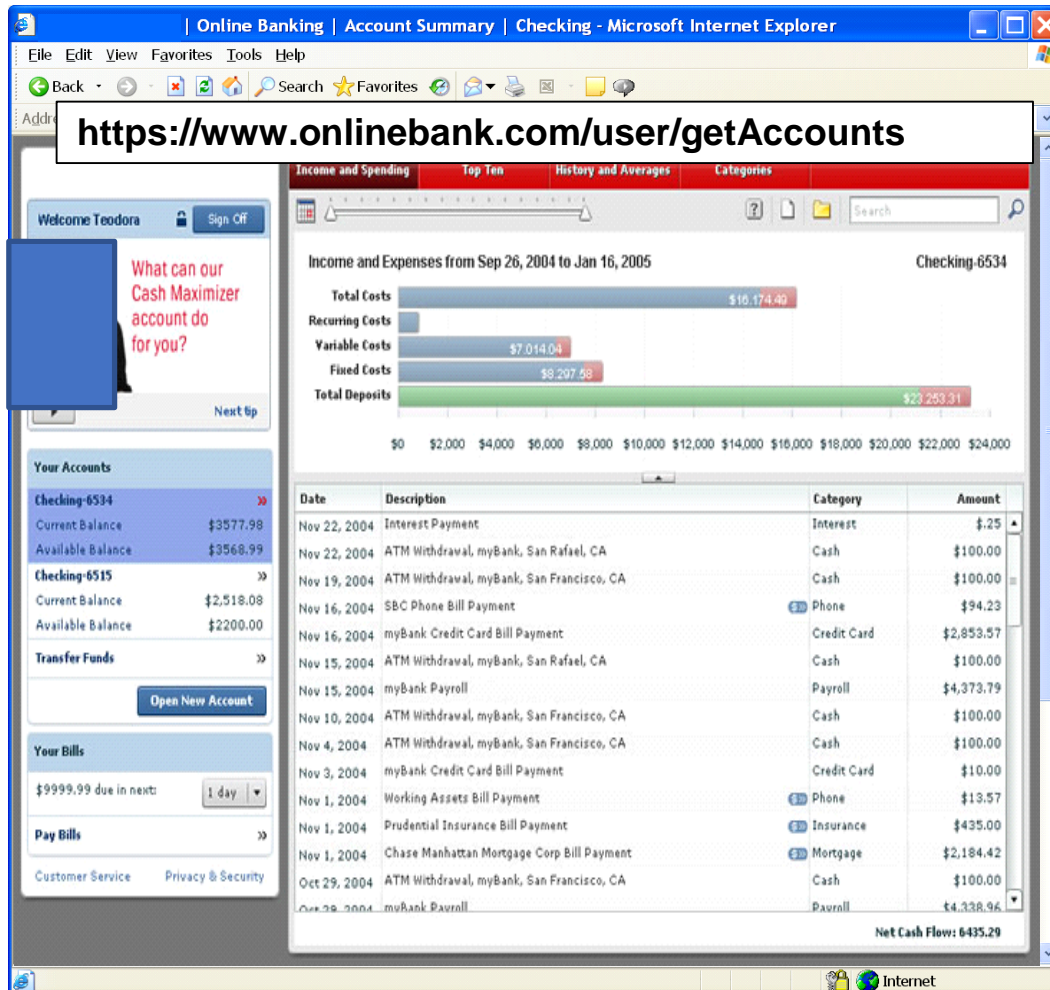 | Online Banking | Account Summary | Checking - Microsoft Internet Explorer
File Edit View Favorites Tools Help
Back Search Favorites
Addre
https://www.onlinebank.com/user/getAccounts
Income and Spending Top Ten History and Averages Categories
Welcome Teodora Sign Off
Search
What can our
Cash Maximizer
account do
for you?
Next tip
Income and Expenses from Sep 26, 2004 to Jan 16, 2005 Checking-6534
Total Costs $16,174.49
Recurring Costs
Variable Costs $7,014.04
Fixed Costs $8,297.58
Total Deposits $23,253.31
$0 $2,000 $4,000 $6,000 $8,000 $10,000 $12,000 $14,000 $16,000 $18,000 $20,000 $22,000 $24,000
Your Accounts
Checking-6534 »
Current Balance $3577.98
Available Balance $3568.99
Checking-6515 »
Current Balance $2,518.08
Available Balance $2200.00
Transfer Funds »
Open New Account
Your Bills
$9999.99 due in next: 1 day
Pay Bills »
Customer Service Privacy & Security
Date Description Category Amount
Nov 22, 2004 Interest Payment Interest $.25
Nov 22, 2004 ATM Withdrawal, myBank, San Rafael, CA Cash $100.00
Nov 19, 2004 ATM Withdrawal, myBank, San Francisco, CA Cash $100.00
Nov 16, 2004 SBC Phone Bill Payment Phone $94.23
Nov 16, 2004 myBank Credit Card Bill Payment Credit Card $2,853.57
Nov 15, 2004 ATM Withdrawal, myBank, San Rafael, CA Cash $100.00
Nov 15, 2004 myBank Payroll Payroll $4,373.79
Nov 10, 2004 ATM Withdrawal, myBank, San Francisco, CA Cash $100.00
Nov 4, 2004 ATM Withdrawal, myBank, San Francisco, CA Cash $100.00
Nov 3, 2004 myBank Credit Card Bill Payment Credit Card $10.00
Nov 1, 2004 Working Assets Bill Payment Phone $13.57
Nov 1, 2004 Prudential Insurance Bill Payment Insurance $435.00
Nov 1, 2004 Chase Manhattan Mortgage Corp Bill Payment Mortgage $2,184.42
Oct 29, 2004 ATM Withdrawal, myBank, San Francisco, CA Cash $100.00
Oct 29, 2004 myBank Payroll Payroll $4,338.96
Net Cash Flow: 6435.29
Internet